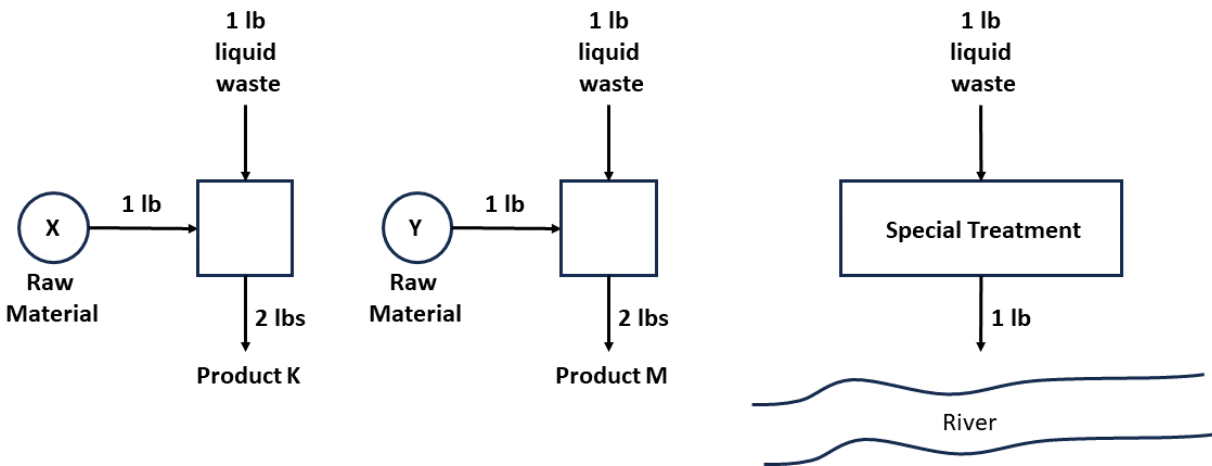 1 lb
liquid
waste
1 lb
liquid
waste
1 lb
liquid
waste
X
1 lb
Y
1 lb
Special Treatment
Raw
Material
Raw
Material
2 lbs
2 lbs
1 lb
Product K
Product M
River